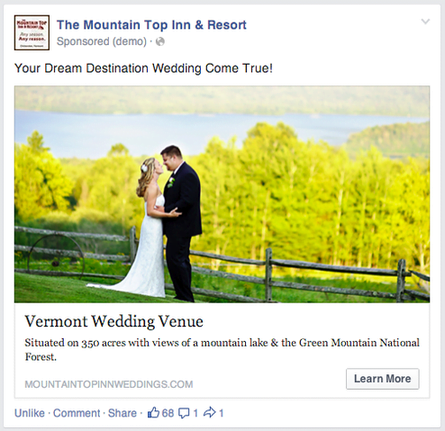 The Mountain Top Inn & Resort
Sponsored (demo) ·
Your Dream Destination Wedding Come True!
Vermont Wedding Venue
Situated on 350 acres with views of a mountain lake & the Green Mountain National
Forest.
MOUNTAINTOPINNWEDDINGS.COM
Learn More
Unlike · Comment · Share · 68 1 1